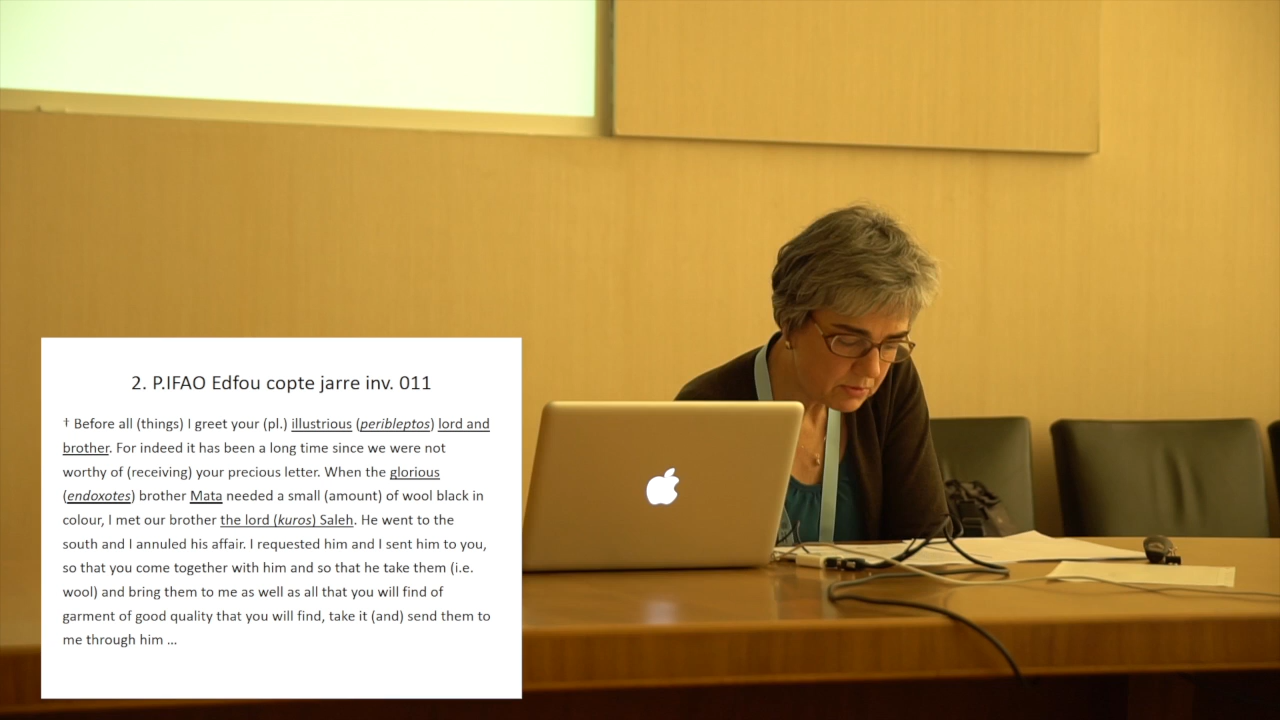 2. P.IFAO Edfou copte jarre inv. 011
† Before all (things) I greet your (pl.) illustrious (peribleptos) lord and
brother. For indeed it has been a long time since we were not
worthy of (receiving) your precious letter. When the glorious
(endoxotes) brother Mata needed a small (amount) of wool black in
colour, I met our brother the lord (kuros) Saleh. He went to the
south and I annuled his affair. I requested him and I sent him to you,
so that you come together with him and so that he take them (i.e.
wool) and bring them to me as well as all that you will find of
garment of good quality that you will find, take it (and) send them to
me through him ...